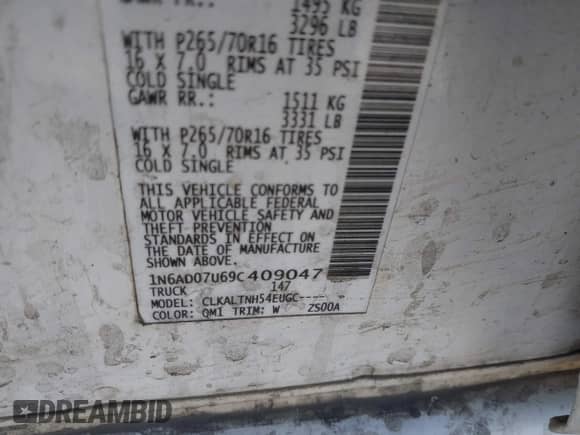 GAWR FR.: 1495 KG
3296 LB
WITH P265/70R16 TIRES
16 X 7.0 RIMS AT 35 PSI
COLD SINGLE
GAWR RR.: 1511 KG
3331 LB
WITH P265/70R16 TIRES
16 X 7.0 RIMS AT 35 PSI
COLD SINGLE
THIS VEHICLE CONFORMS TO
ALL APPLICABLE FEDERAL
MOTOR VEHICLE SAFETY AND
THEFT PREVENTION
STANDARDS IN EFFECT ON
THE DATE OF MANUFACTURE
SHOWN ABOVE.
1N6AD07U69C409047
TRUCK 147
MODEL: CLKALTNH54EUGC----
COLOR: QM1 TRIM: W ZS00A
DREAMBID